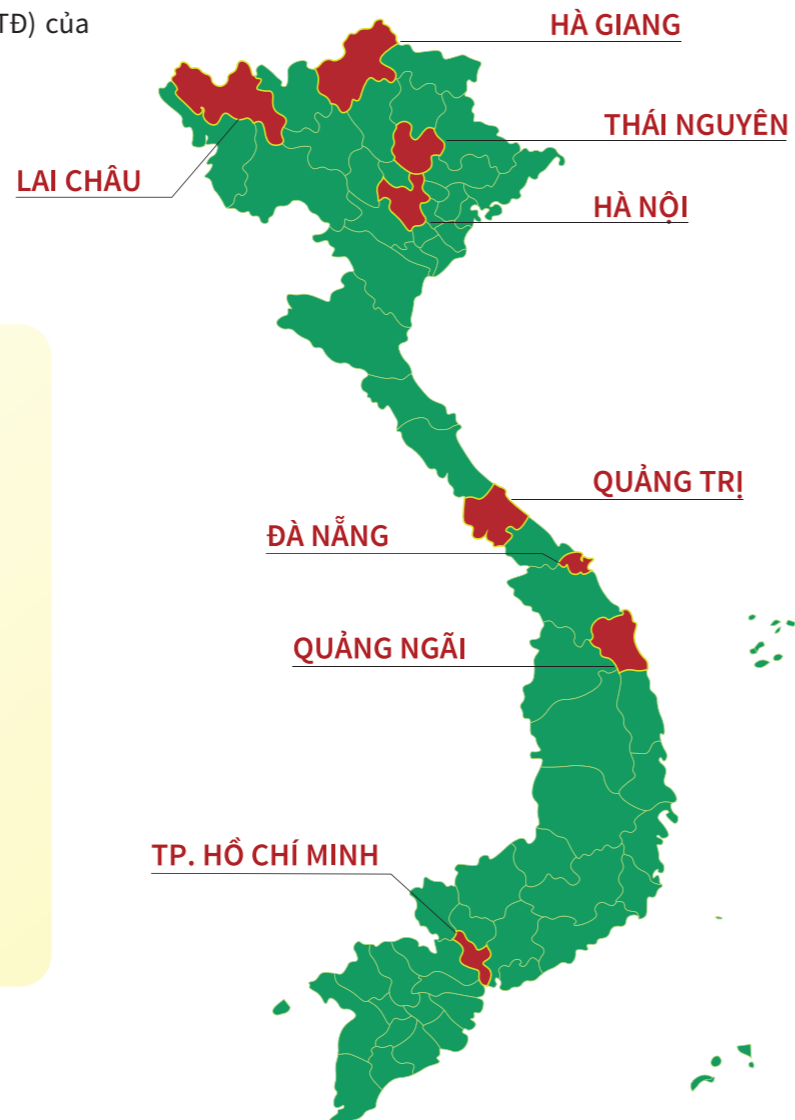 TĐ) của
HÀ GIANG
THÁI NGUYÊN
LAI CHÂU
HÀ NỘI
QUẢNG TRỊ
ĐÀ NẴNG
QUẢNG NGÃI
TP. HỒ CHÍ MINH